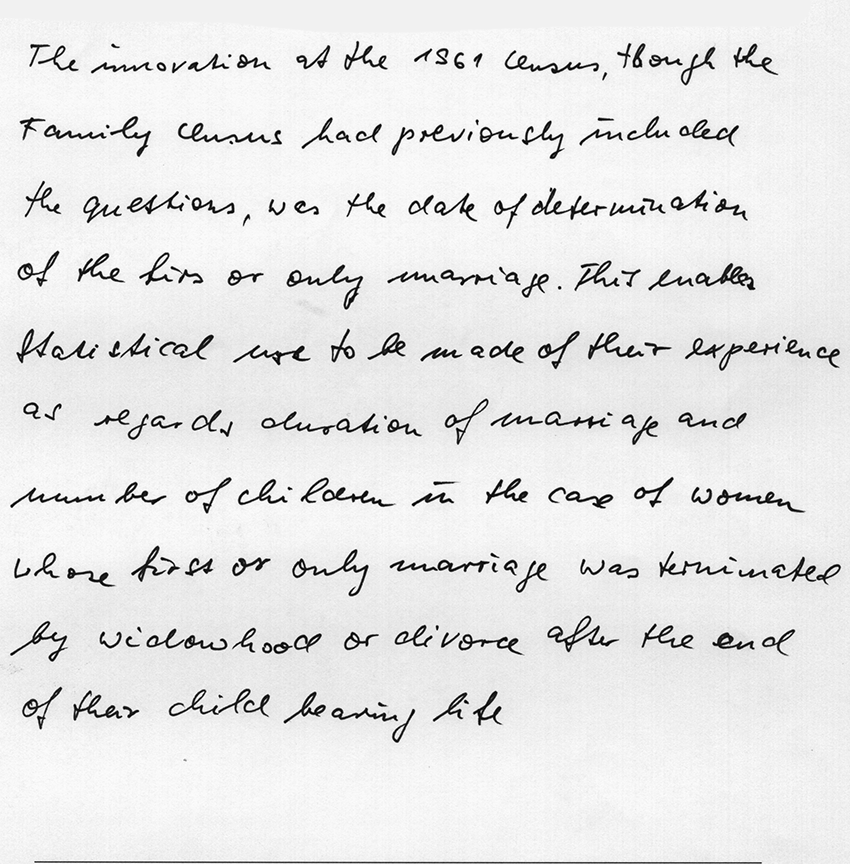 The innovation at the 1961 census, though the
Family census had previously included
the questions, was the date of determination
of the firs or only marriage. This enables
statistical use to be made of their experience
as regards duration of marriage and
number of children in the case of women
whose first or only marriage was terminated
by widowhood or divorce after the end
of their child bearing life